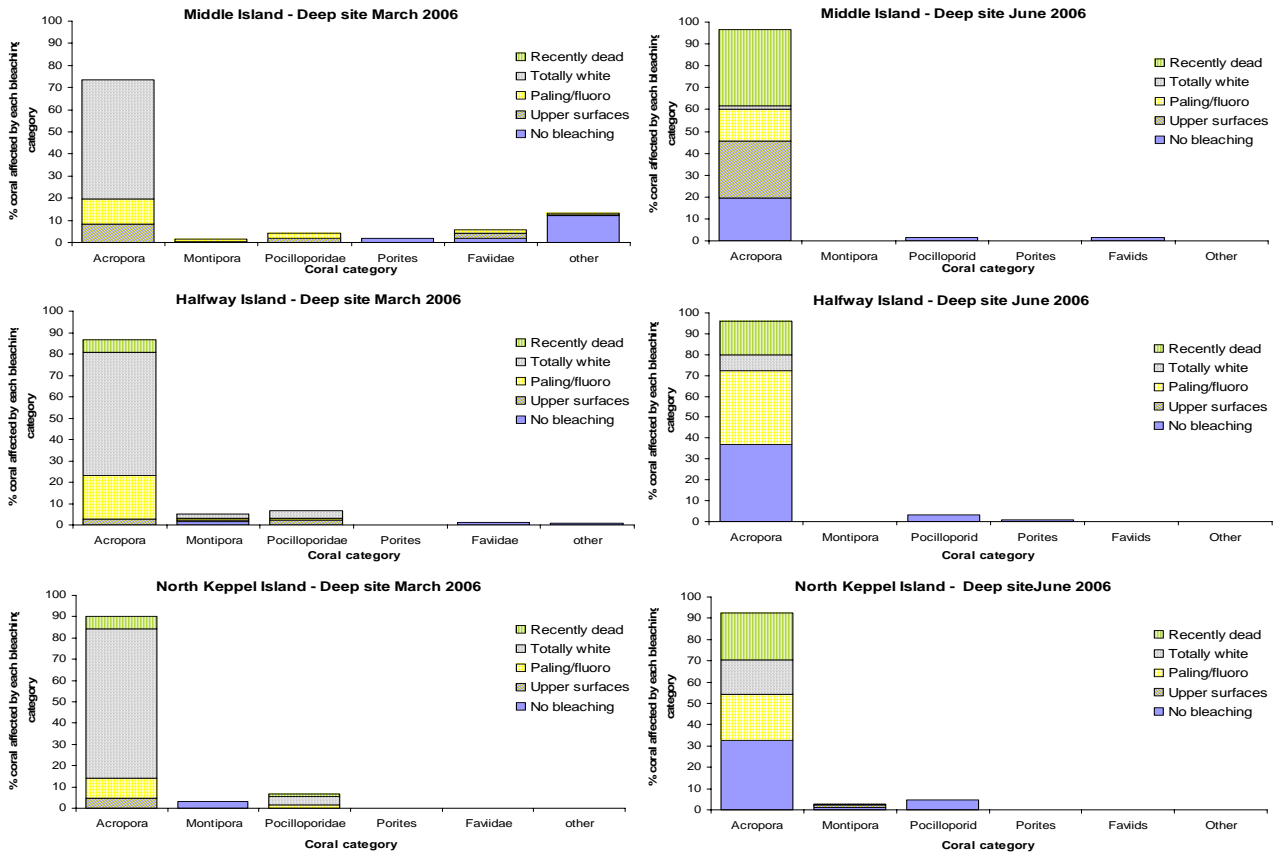 Middle Island - Deep site March 2006
% coral affected by each bleaching
category
100
90
80
70
60
50
40
30
20
10
0
Recently dead
Totally white
Paling/fluoro
Upper surfaces
No bleaching
Acropora Montipora Pocilloporidae Porites Faviidae other
Coral category
Middle Island - Deep site June 2006
% coral affected by each bleaching
category
100
90
80
70
60
50
40
30
20
10
0
Recently dead
Totally white
Paling/fluoro
Upper surfaces
No bleaching
Acropora Montipora Pocilloporid Porites Faviids Other
Halfway Island - Deep site March 2006
% coral affected by each bleaching
category
100
90
80
70
60
50
40
30
20
10
0
Recently dead
Totally white
Paling/fluoro
Upper surfaces
No bleaching
Acropora Montipora Pocilloporidae Porites Faviidae other
Coral category
Halfway Island - Deep site June 2006
% coral affected by each bleaching
category
100
90
80
70
60
50
40
30
20
10
0
Recently dead
Totally white
Paling/fluoro
Upper surfaces
No bleaching
Acropora Montipora Pocilloporid Porites Faviids Other
Coral category
North Keppel Island - Deep site March 2006
% coral affected by each bleaching
category
100
90
80
70
60
50
40
30
20
10
0
Recently dead
Totally white
Paling/fluoro
Upper surfaces
No bleaching
Acropora Montipora Pocilloporidae Porites Faviidae other
Coral category
North Keppel Island - Deep siteJune 2006
% coral affected by each bleaching
category
100
90
80
70
60
50
40
30
20
10
0
Recently dead
Totally white
Paling/fluoro
Upper surfaces
No bleaching
Acropora Montipora Pocilloporid Porites Faviids Other
Coral category